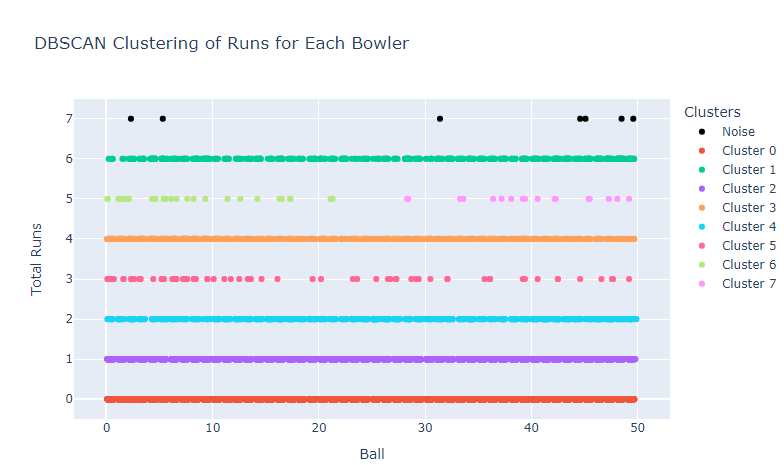 DBSCAN Clustering of Runs for Each Bowler
Clusters
Noise
Cluster 0
Cluster 1
Cluster 2
Cluster 3
Cluster 4
Cluster 5
Cluster 6
Cluster 7
Total Runs
7
6
5
4
3
2
1
0
0 10 20 30 40 50
Ball